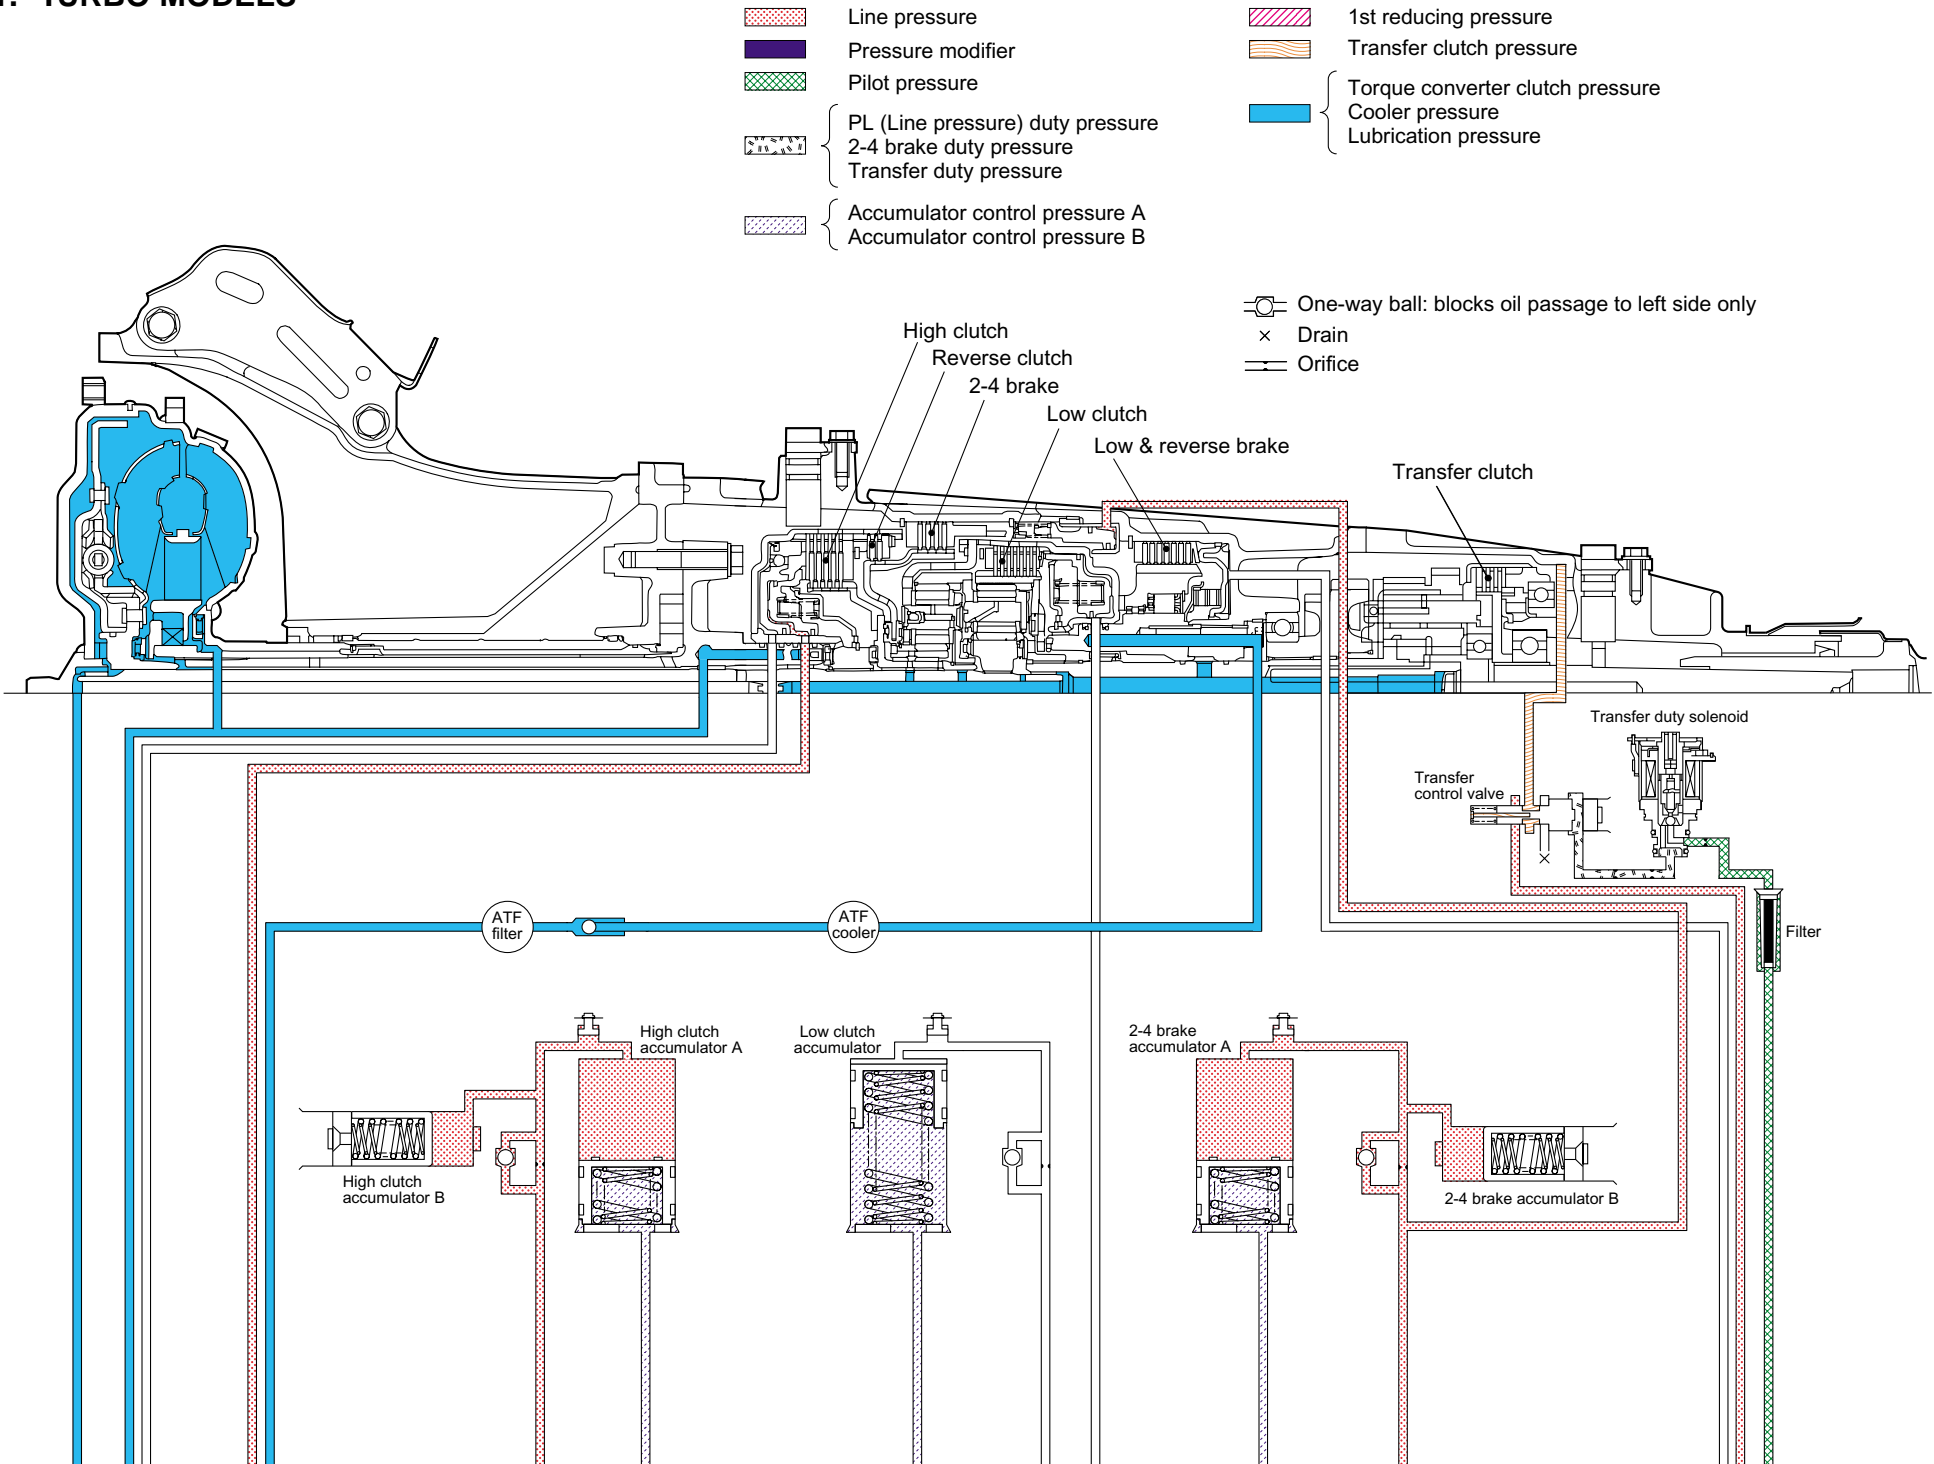 TURBO MODELS
Line pressure
Pressure modifier
Pilot pressure
PL (Line pressure) duty pressure
2-4 brake duty pressure
Transfer duty pressure
Accumulator control pressure A
Accumulator control pressure B
1st reducing pressure
Transfer clutch pressure
Torque converter clutch pressure
Cooler pressure
Lubrication pressure
One-way ball: blocks oil passage to left side only
Drain
Orifice
High clutch
Reverse clutch
2-4 brake
Low clutch
Low & reverse brake
Transfer clutch
Transfer duty solenoid
Transfer
control valve
ATF
filter
ATF
cooler
Filter
High clutch
accumulator A
Low clutch
accumulator
2-4 brake
accumulator A
High clutch
accumulator B
2-4 brake accumulator B